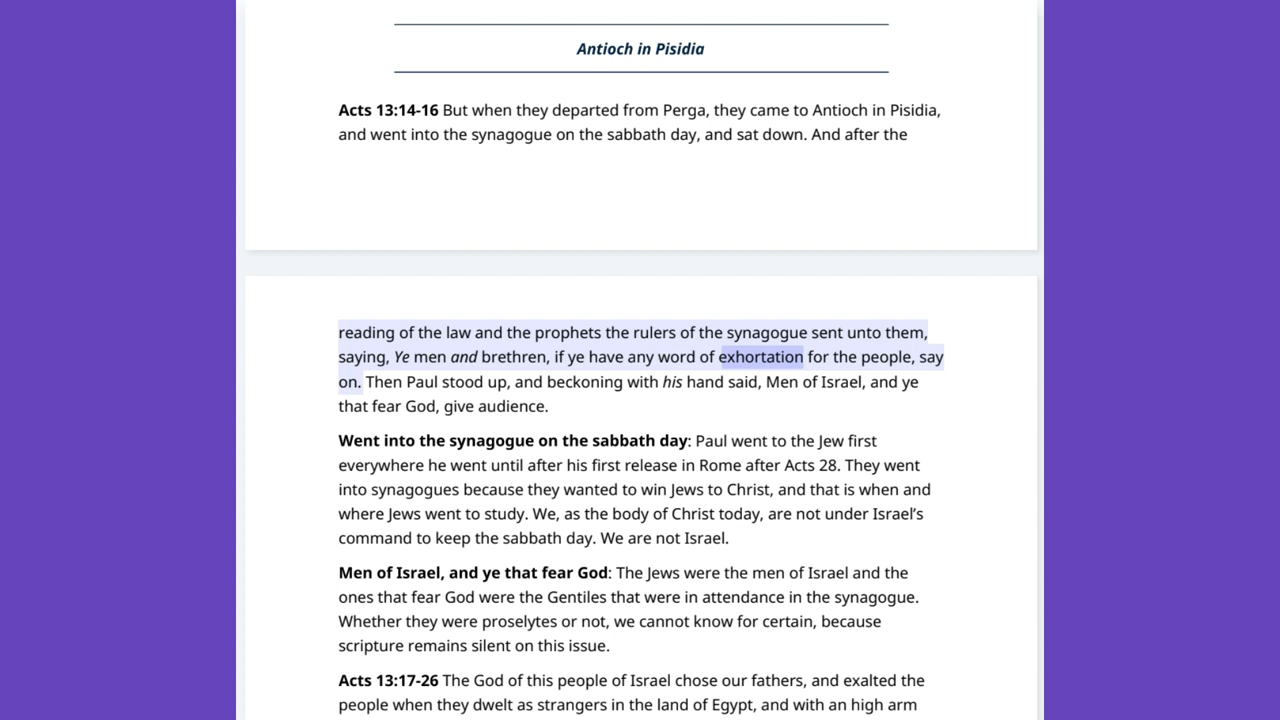 Antioch in Pisidia
Acts 13:14-16 But when they departed from Perga, they came to Antioch in Pisidia,
and went into the synagogue on the sabbath day, and sat down. And after the
reading of the law and the prophets the rulers of the synagogue sent unto them,
saying, Ye men and brethren, if ye have any word of exhortation for the people, say
on. Then Paul stood up, and beckoning with his hand said, Men of Israel, and ye
that fear God, give audience.
Went into the synagogue on the sabbath day: Paul went to the Jew first
everywhere he went until after his first release in Rome after Acts 28. They went
into synagogues because they wanted to win Jews to Christ, and that is when and
where Jews went to study. We, as the body of Christ today, are not under Israel’s
command to keep the sabbath day. We are not Israel.
Men of Israel, and ye that fear God: The Jews were the men of Israel and the
ones that fear God were the Gentiles that were in attendance in the synagogue.
Whether they were proselytes or not, we cannot know for certain, because
scripture remains silent on this issue.
Acts 13:17-26 The God of this people of Israel chose our fathers, and exalted the
people when they dwelt as strangers in the land of Egypt, and with an high arm